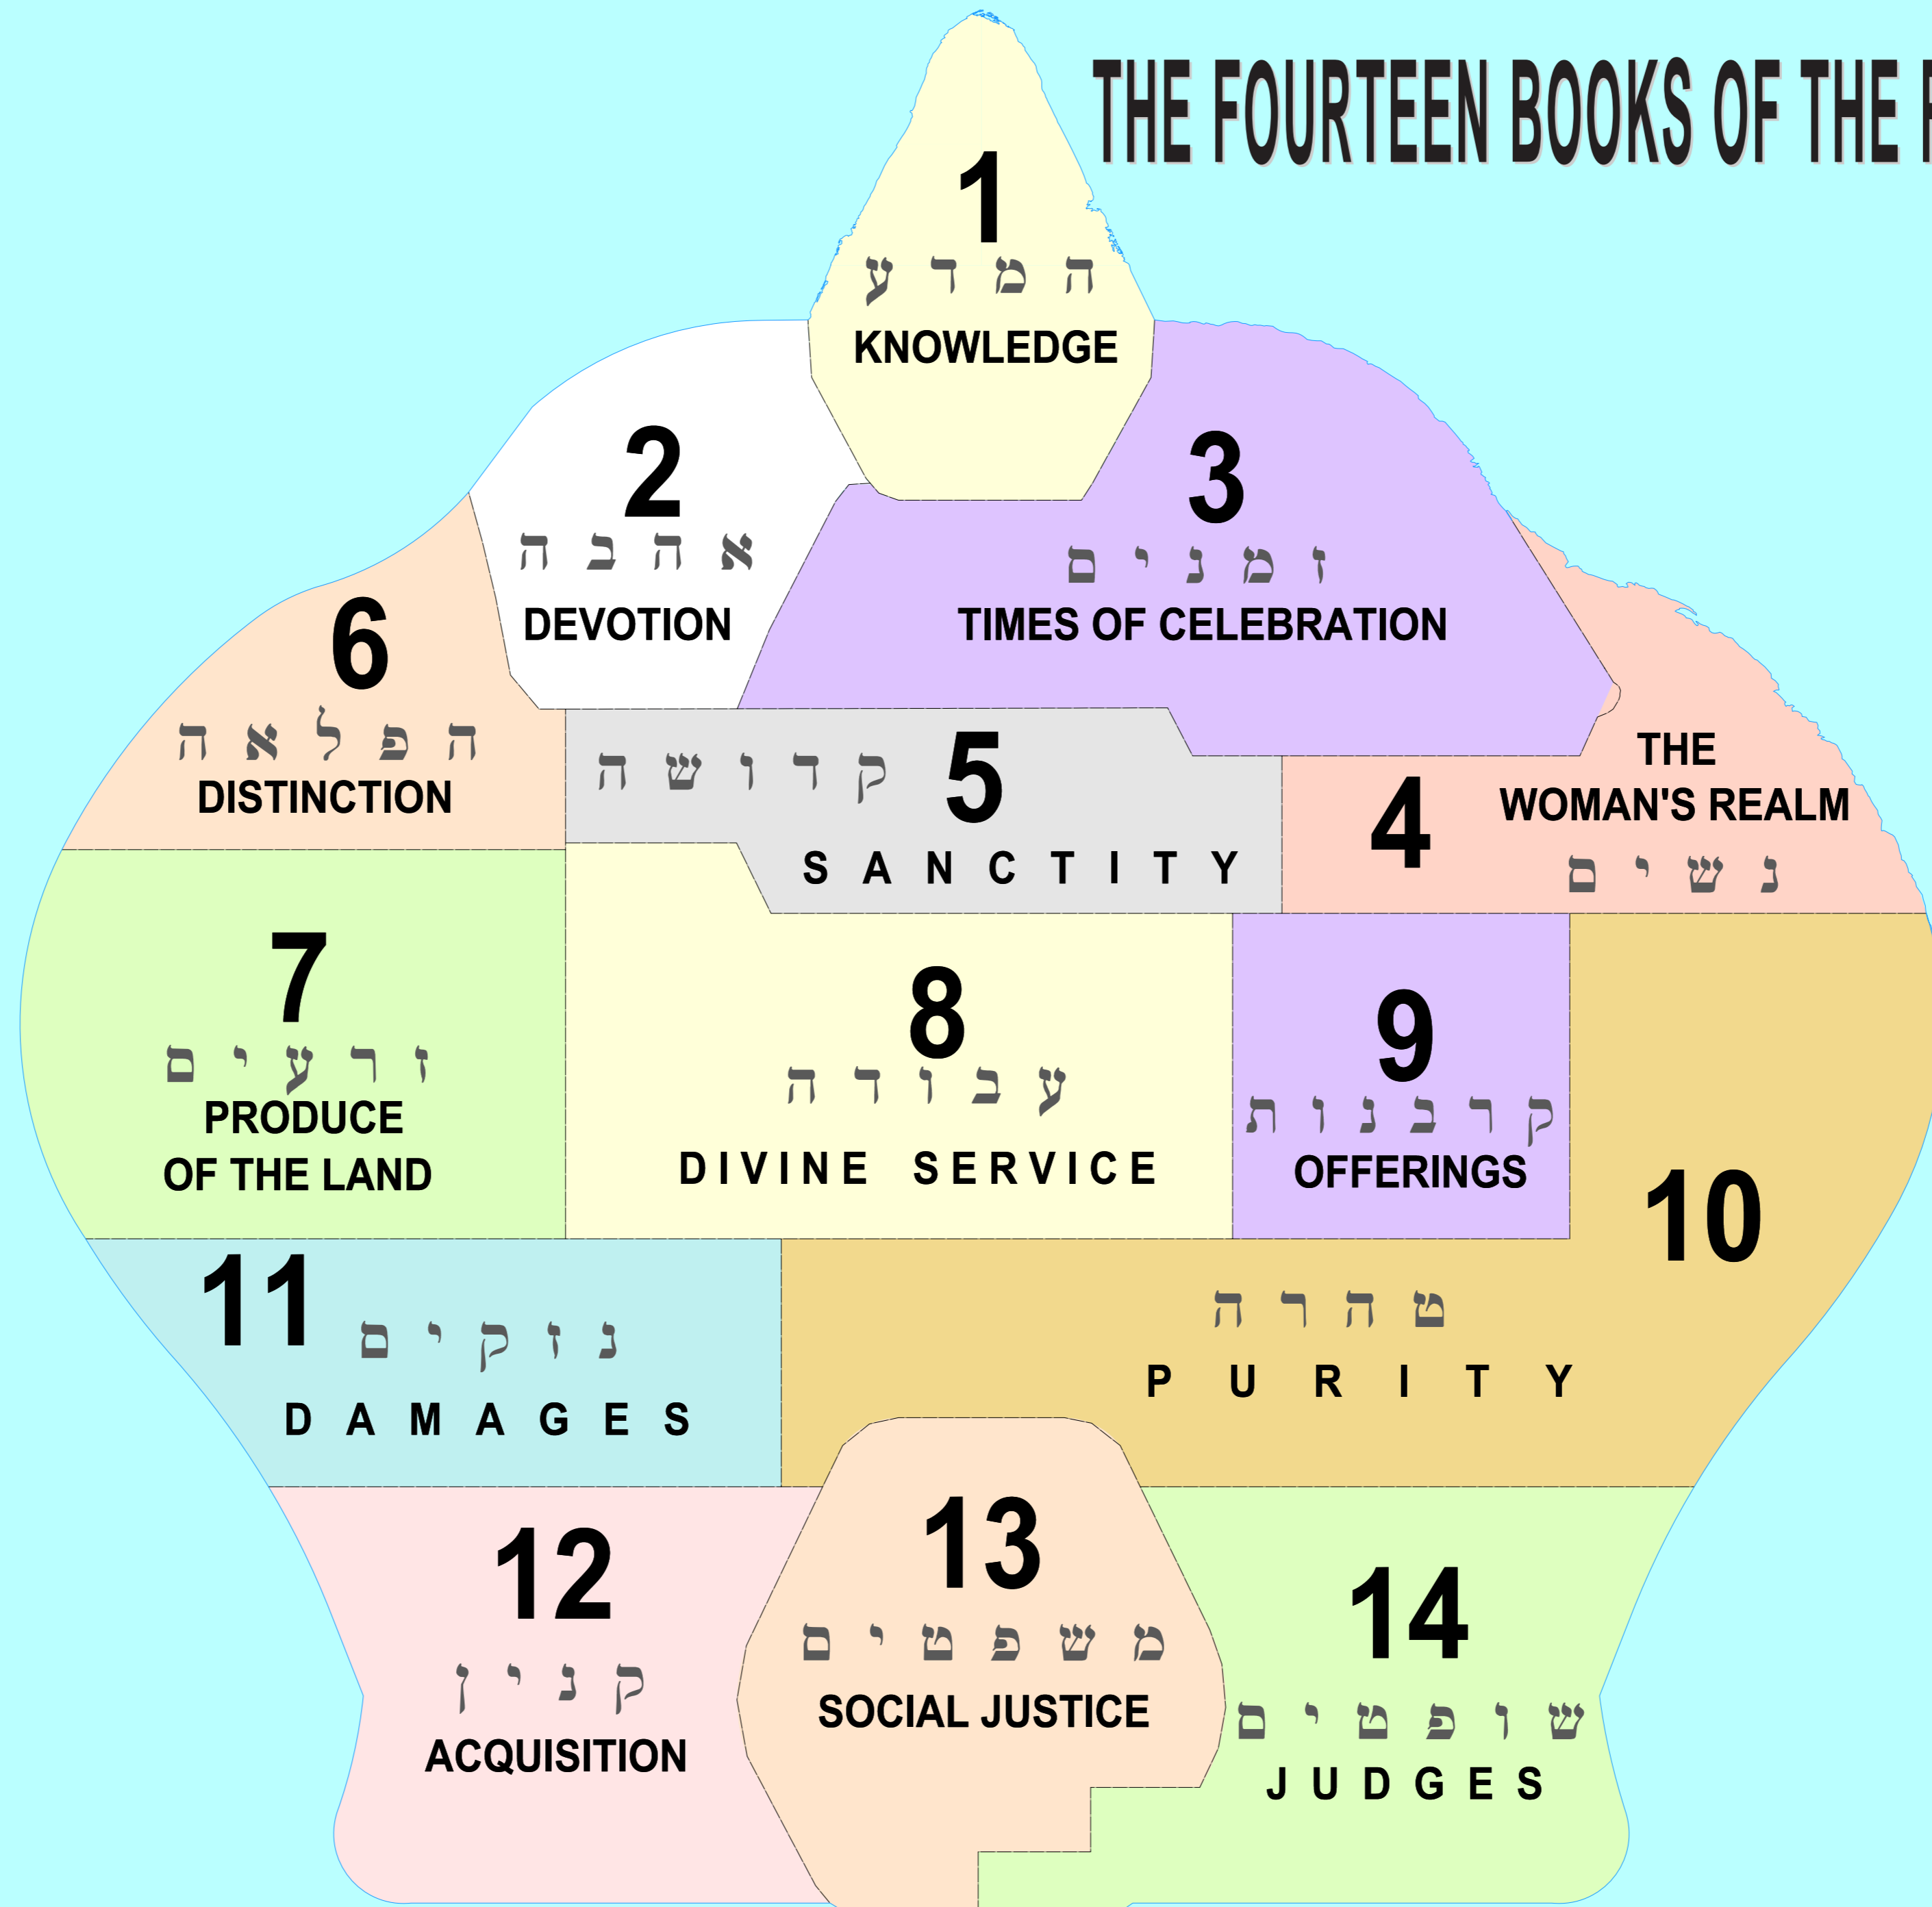 THE FOURTEEN BOOKS OF THE
1
המדע
KNOWLEDGE
2
אהבה
DEVOTION
3
זמנים
TIMES OF CELEBRATION
THE
WOMAN'S REALM
4
נשים
5
קדושה
SANCTITY
6
הפלאה
DISTINCTION
7
זרעים
PRODUCE
OF THE LAND
8
עבודה
DIVINE SERVICE
9
קרבנות
OFFERINGS
10
טהרה
PURITY
11
נזקים
DAMAGES
12
קנין
ACQUISITION
13
משפטים
SOCIAL JUSTICE
14
שופטים
JUDGES